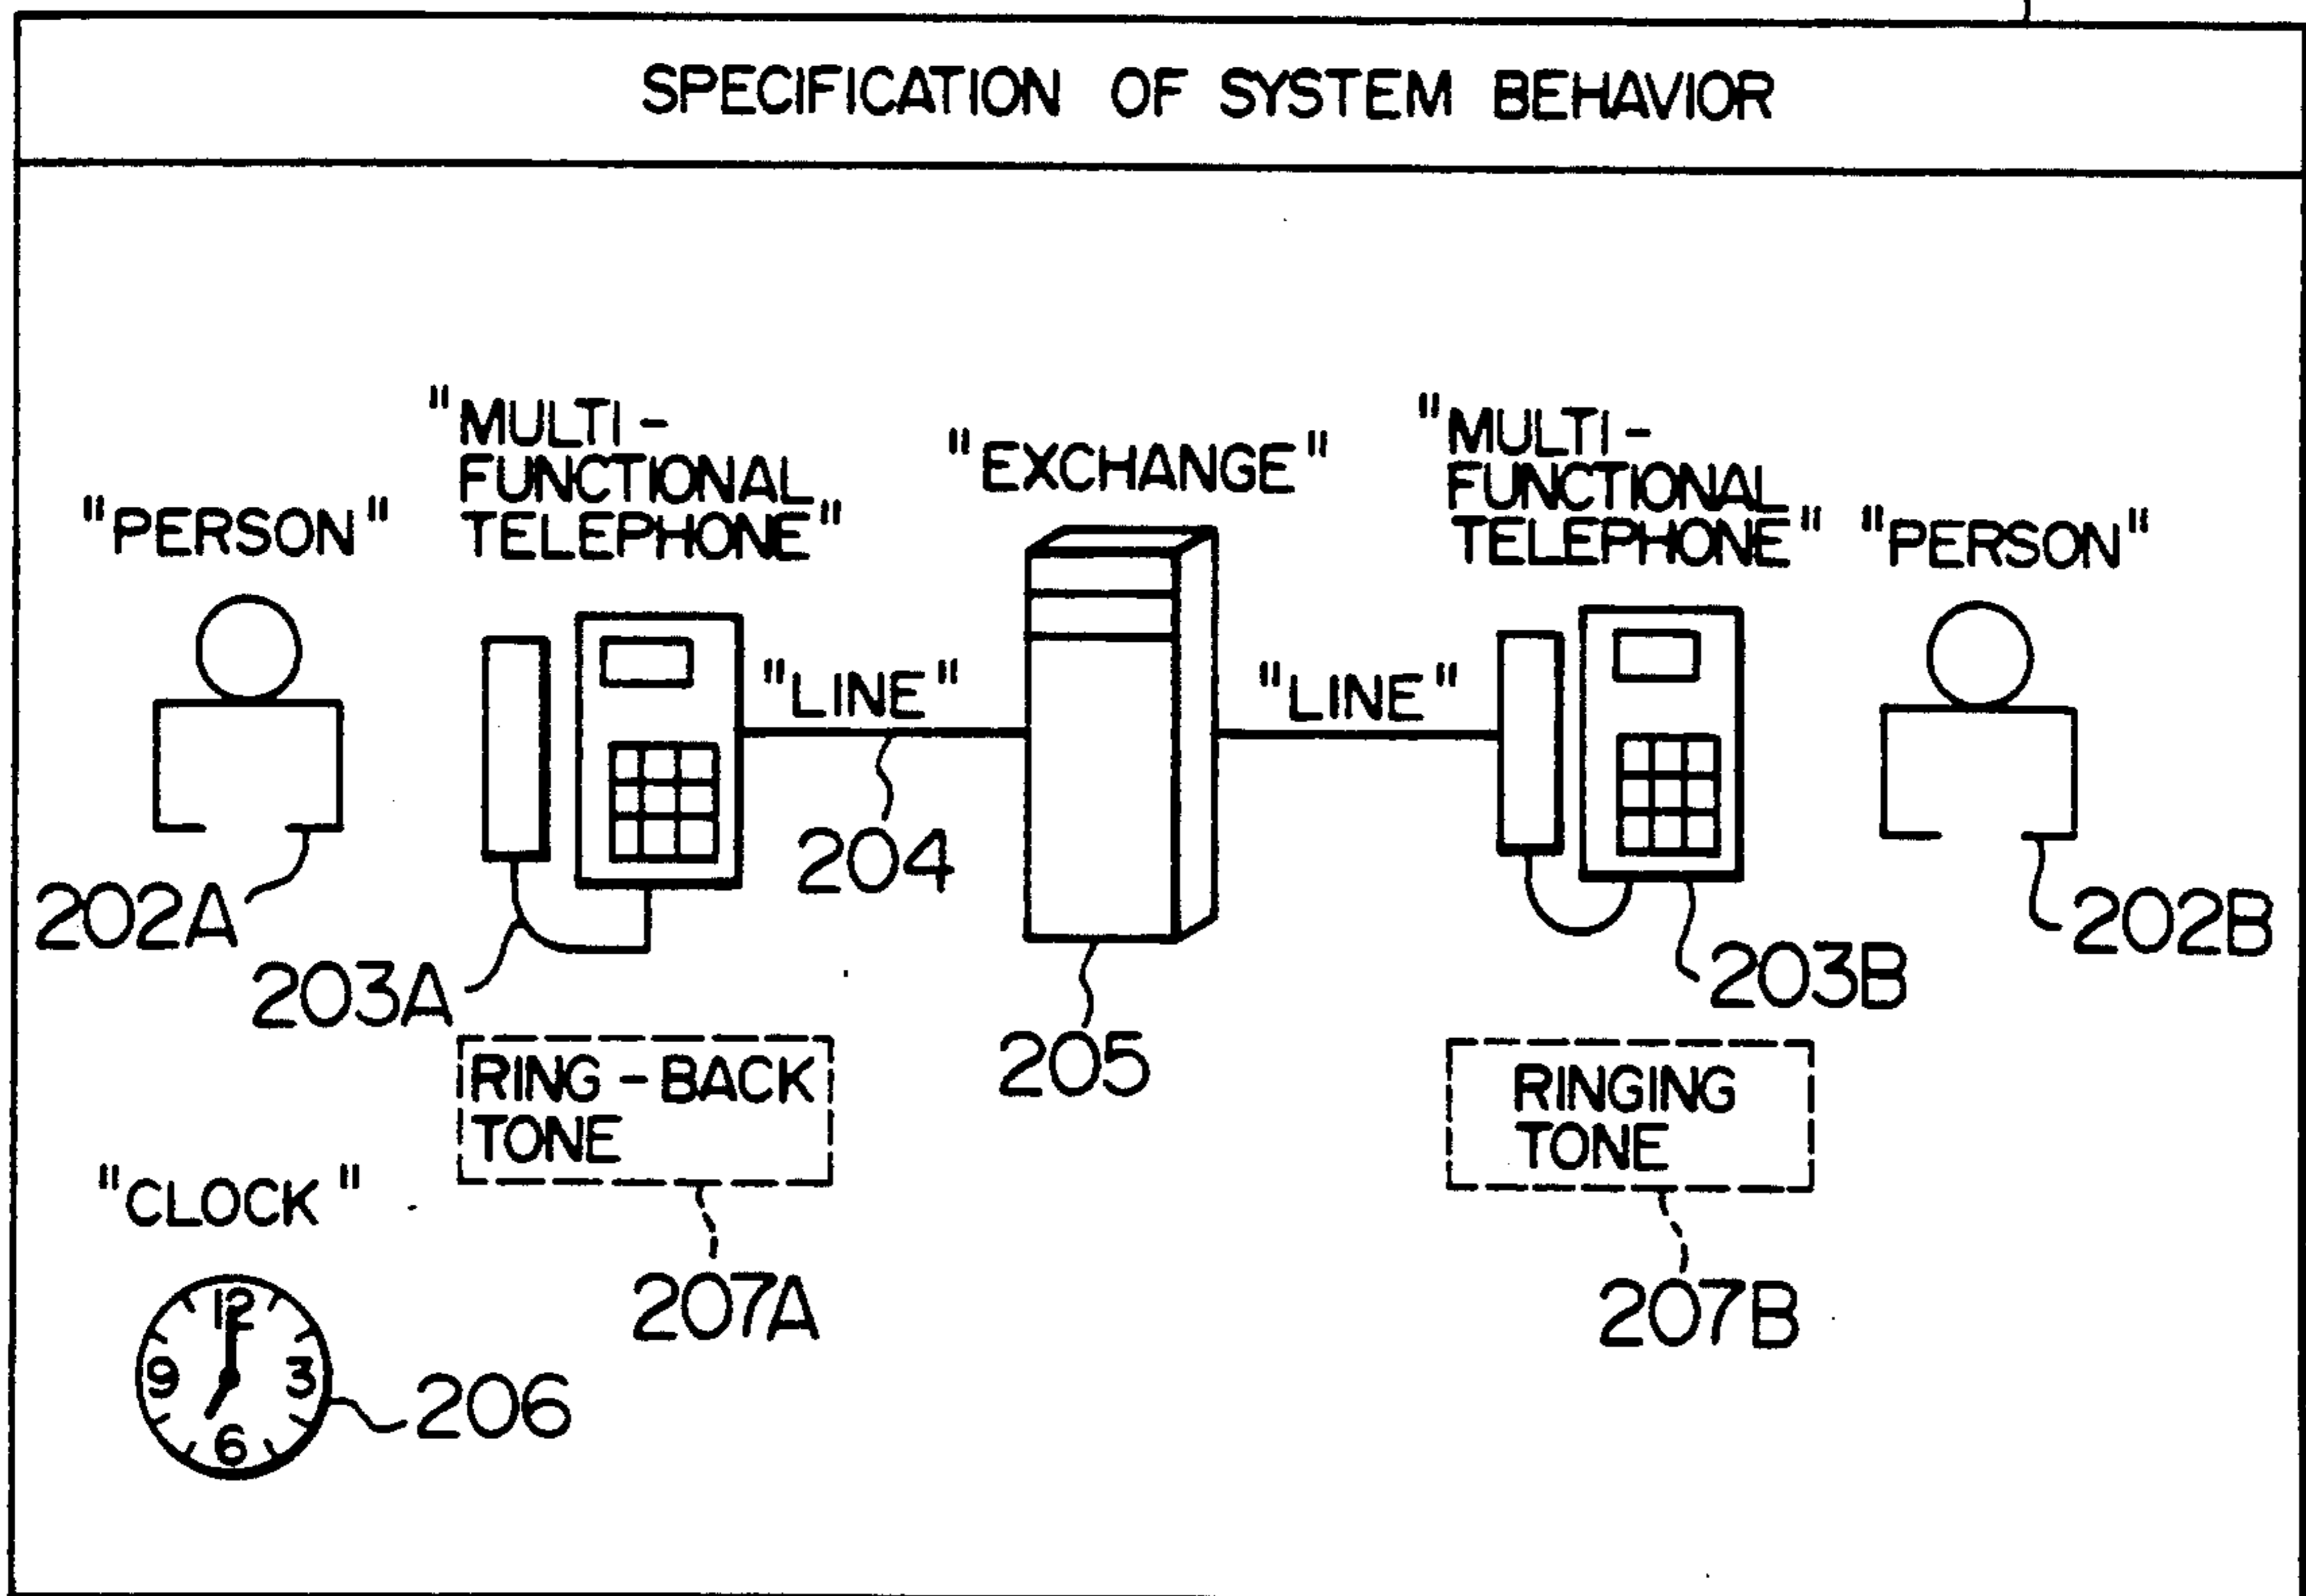 SPECIFICATION OF SYSTEM BEHAVIOR
"PERSON"
"MULTI-
FUNCTIONAL
TELEPHONE"
"EXCHANGE"
"MULTI-
FUNCTIONAL
TELEPHONE"
"PERSON"
"LINE"
"LINE"
202A
203A
204
205
203B
202B
RING-BACK
TONE
RINGING
TONE
207A
207B
"CLOCK"
12
9
3
6
206